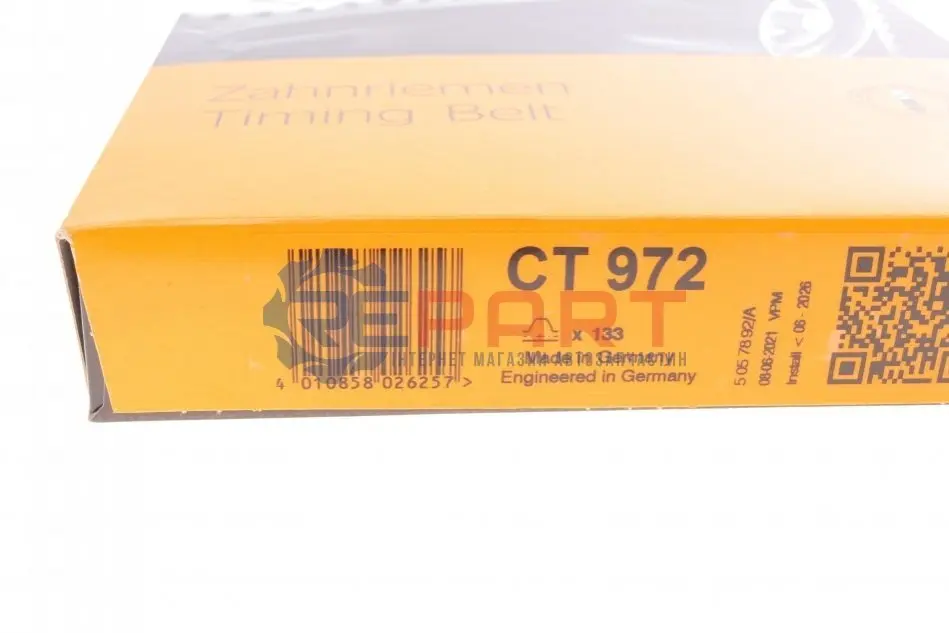 Zahnriemen
Timing Belt
CT 972
x 133
Made in Germany
Engineered in Germany
4 010858 026257 >
5 05 78 92/A
08-06-2021 VPM
Install < 06 - 2026
REPART
ІНТЕРНЕТ МАГАЗИН АВТОЗАПЧАСТИН